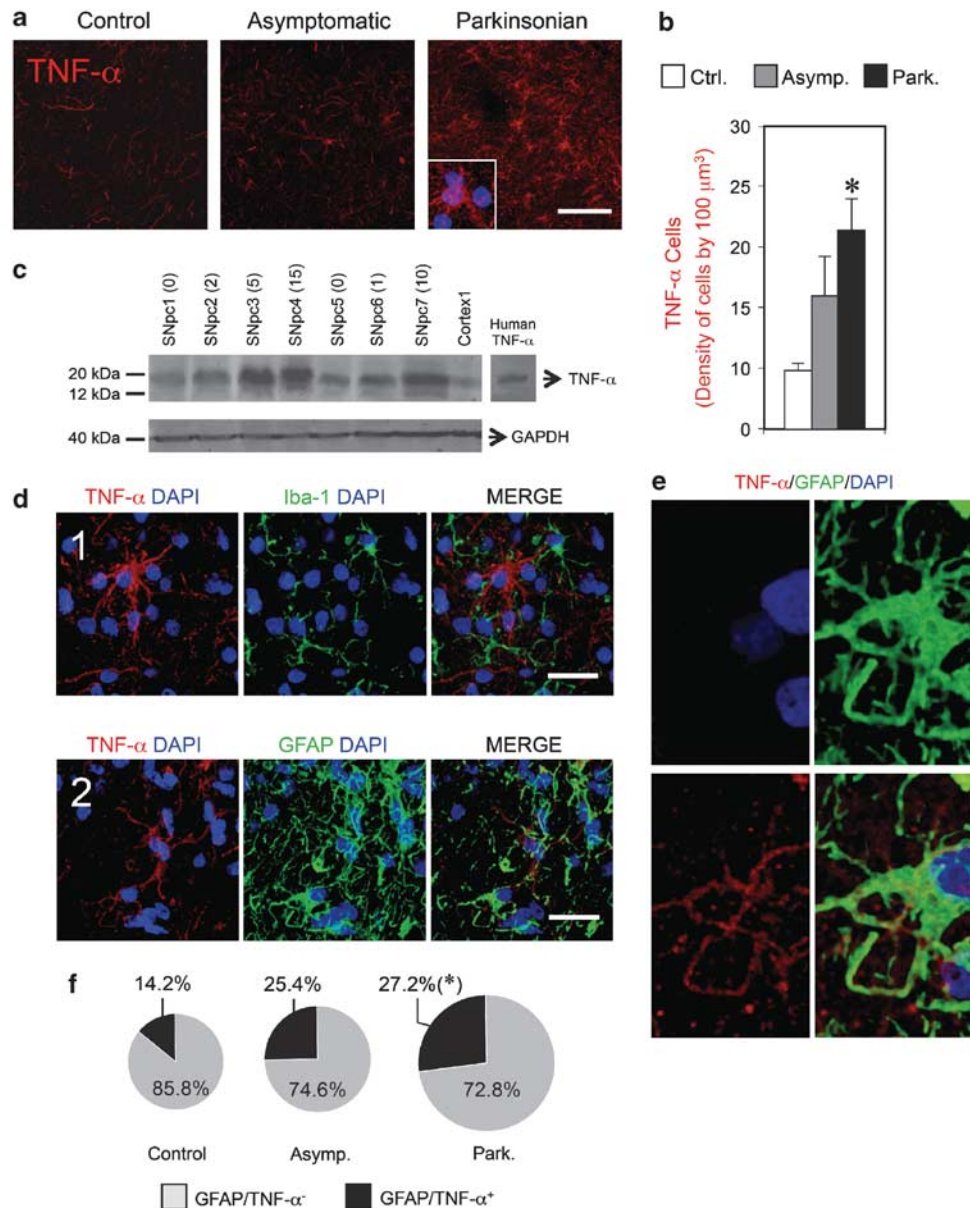 a
Control Asymptomatic Parkinsonian
TNF-α
b
Ctrl. Asymp. Park.
30
25
20
15
10
0
*
TNF-α Cells
(Density of cells by 100 μm³)
c
SNpc1 (0)
SNpc2 (2)
SNpc3 (5)
SNpc4 (15)
SNpc5 (0)
SNpc6 (1)
SNpc7 (10)
Cortex1
Human
TNF-α
20 kDa
12 kDa
TNF-α
40 kDa
GAPDH
d
TNF-α DAPI Iba-1 DAPI MERGE
1
TNF-α DAPI GFAP DAPI MERGE
2
e
TNF-α/GFAP/DAPI
f
14.2% 25.4% 27.2%(*)
85.8% 74.6% 72.8%
Control Asymp. Park.
GFAP/TNF-α⁻ GFAP/TNF-α⁺